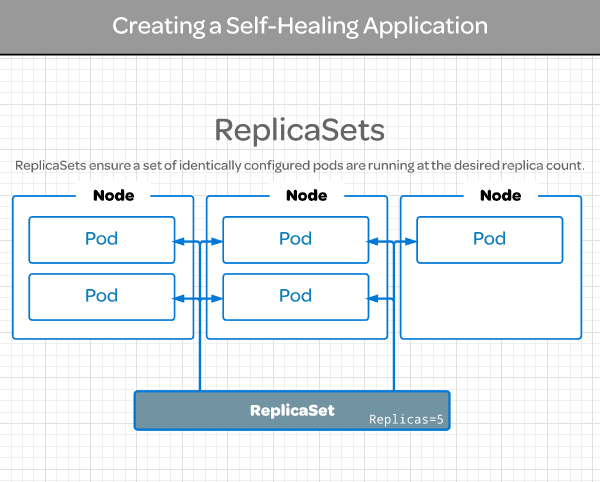 Creating a Self-Healing Application
ReplicaSets
ReplicaSets ensure a set of identically configured pods are running at the desired replica count.
Node
Node
Node
Pod
Pod
Pod
Pod
Pod
ReplicaSet
Replicas=5